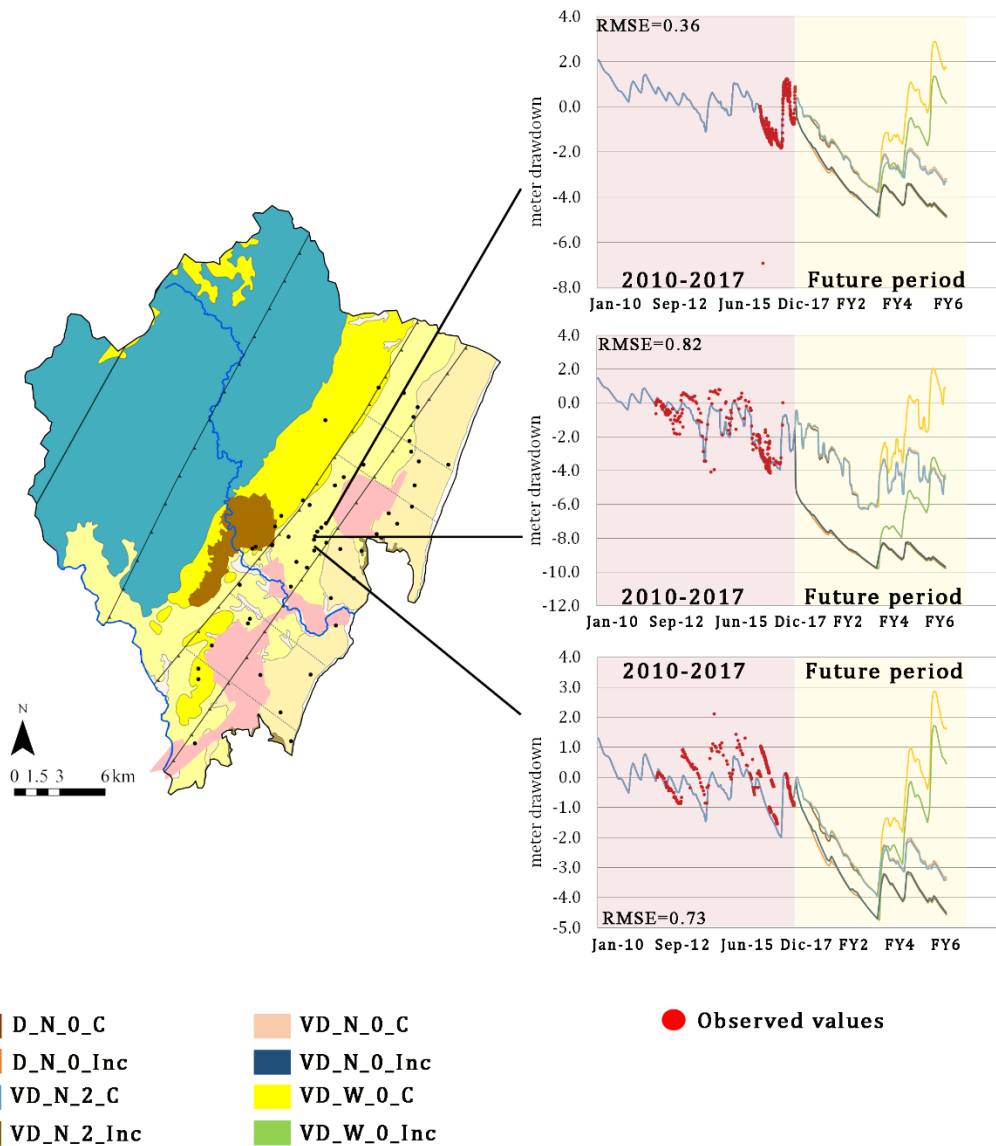 4.0
RMSE=0.36
2.0
0.0
-2.0
-4.0
-6.0
-8.0
meter drawdown
2010-2017 Future period
Jan-10 Sep-12 Jun-15 Dic-17 FY2 FY4 FY6
4.0
RMSE=0.82
2.0
0.0
-2.0
-4.0
-6.0
-8.0
-10.0
-12.0
meter drawdown
2010-2017 Future period
Jan-10 Sep-12 Jun-15 Dic-17 FY2 FY4 FY6
4.0
2010-2017 Future period
3.0
2.0
1.0
0.0
-1.0
-2.0
-3.0
-4.0
-5.0
meter drawdown
RMSE=0.73
Jan-10 Sep-12 Jun-15 Dic-17 FY2 FY4 FY6
N
0 1.5 3 6 km
D_N_0_C
D_N_0_Inc
VD_N_2_C
VD_N_2_Inc
VD_N_0_C
VD_N_0_Inc
VD_W_0_C
VD_W_0_Inc
Observed values